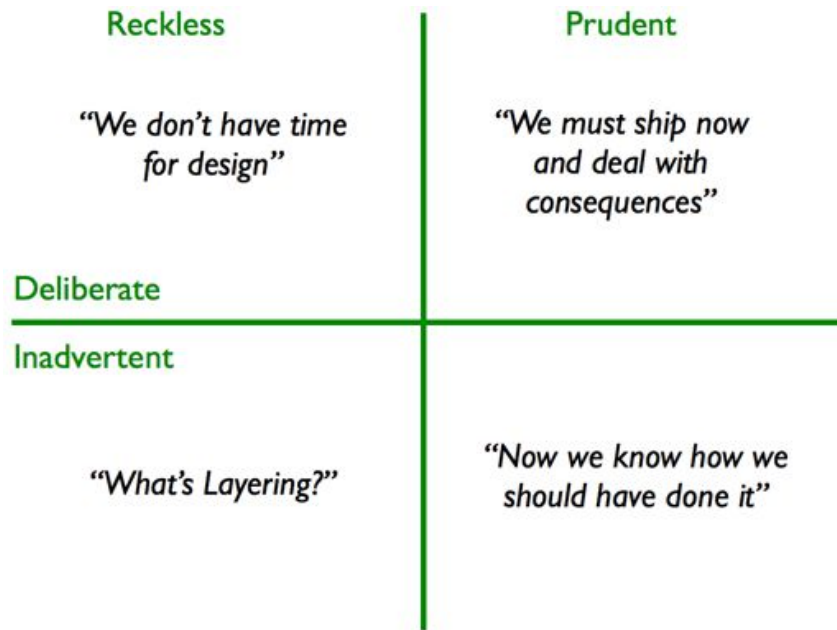 Reckless
Prudent
“We don’t have time
for design”
“We must ship now
and deal with
consequences”
Deliberate
Inadvertent
“What’s Layering?”
“Now we know how we
should have done it”